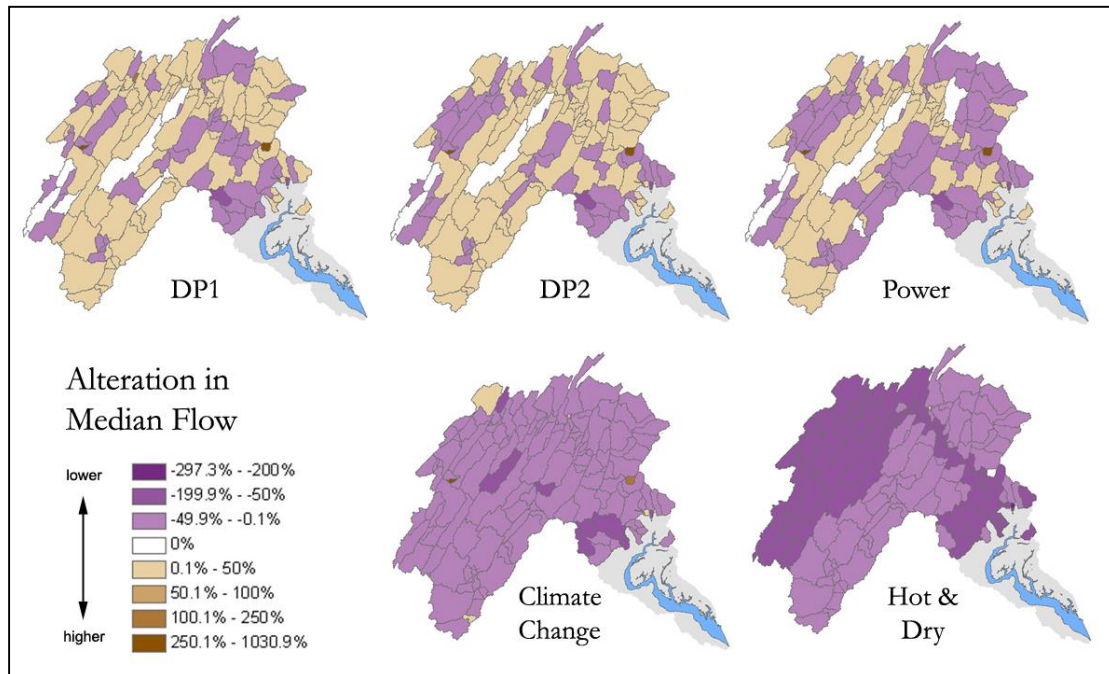 DP1
DP2
Power
Alteration in
Median Flow
lower
higher
-297.3% - -200%
-199.9% - -50%
-49.9% - -0.1%
0%
0.1% - 50%
50.1% - 100%
100.1% - 250%
250.1% - 1030.9%
Climate
Change
Hot &
Dry